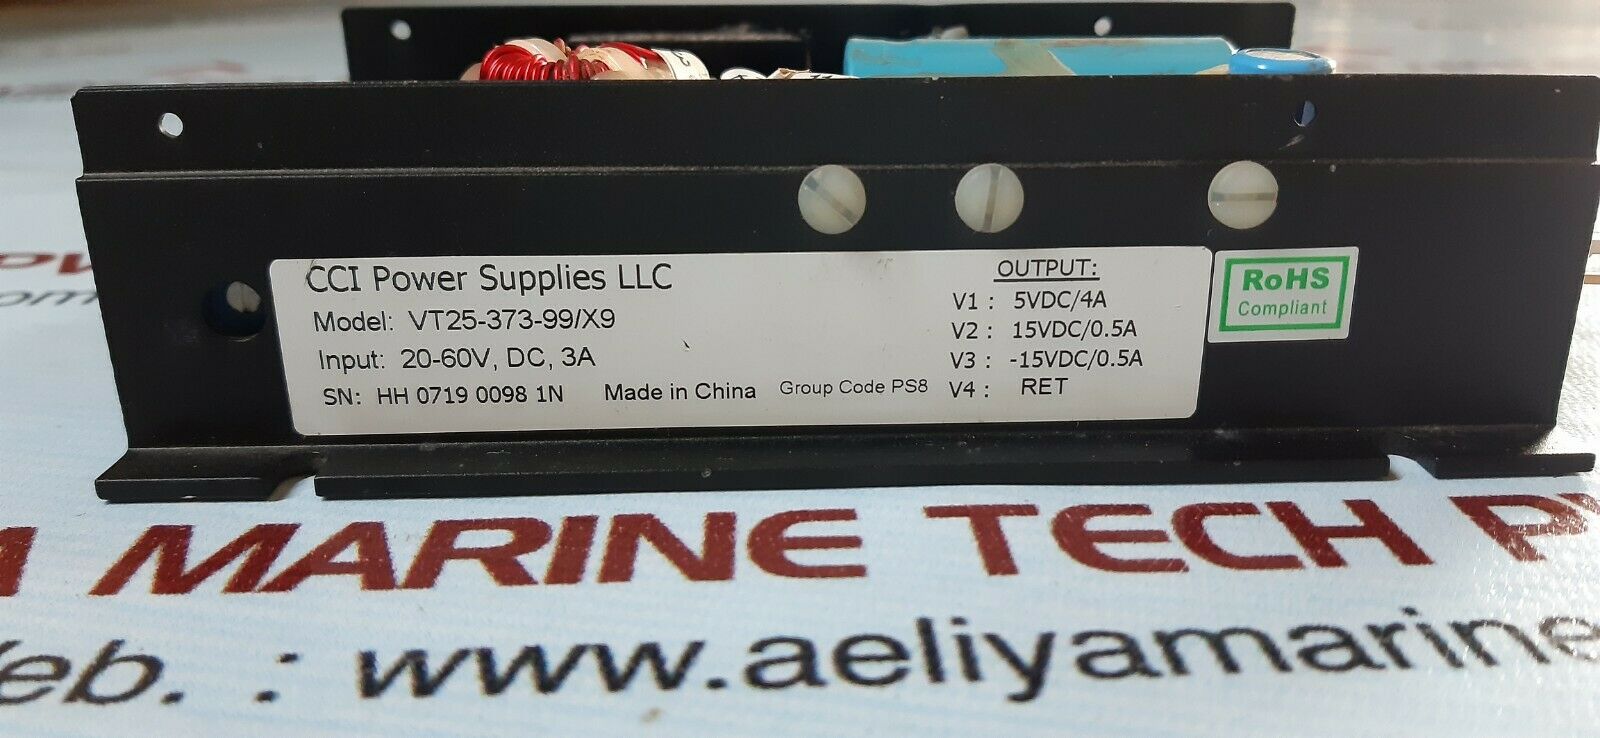 CCI Power Supplies LLC
Model: VT25-373-99/X9
Input: 20-60V, DC, 3A
SN: HH 0719 0098 1N Made in China Group Code PS8
OUTPUT:
V1 : 5VDC/4A
V2 : 15VDC/0.5A
V3 : -15VDC/0.5A
V4 : RET
RoHS
Compliant
MARINE TECH
www.aeliyamarine